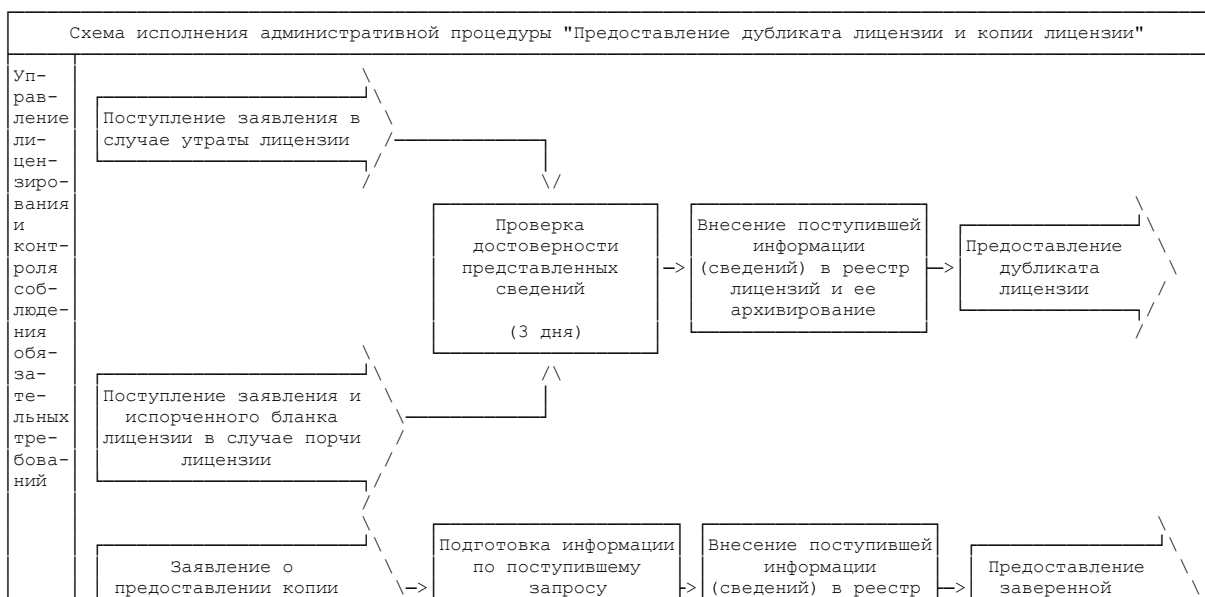 Схема исполнения административной процедуры "Предоставление дубликата лицензии и копии лицензии"
Уп-
рав-
ление
ли-
цен-
зиро-
вания
и
конт-
роля
соб-
люде-
ния
обя-
за-
те-
льных
тре-
бова-
ний
Поступление заявления в
случае утраты лицензии
Проверка
достоверности
представленных
сведений
(3 дня)
Внесение поступившей
информации
(сведений) в реестр
лицензий и ее
архивирование
Предоставление
дубликата
лицензии
Поступление заявления и
испорченного бланка
лицензии в случае порчи
лицензии
Заявление о
предоставлении копии
Подготовка информации
по поступившему
запросу
Внесение поступившей
информации
(сведений) в реестр
Предоставление
заверенной